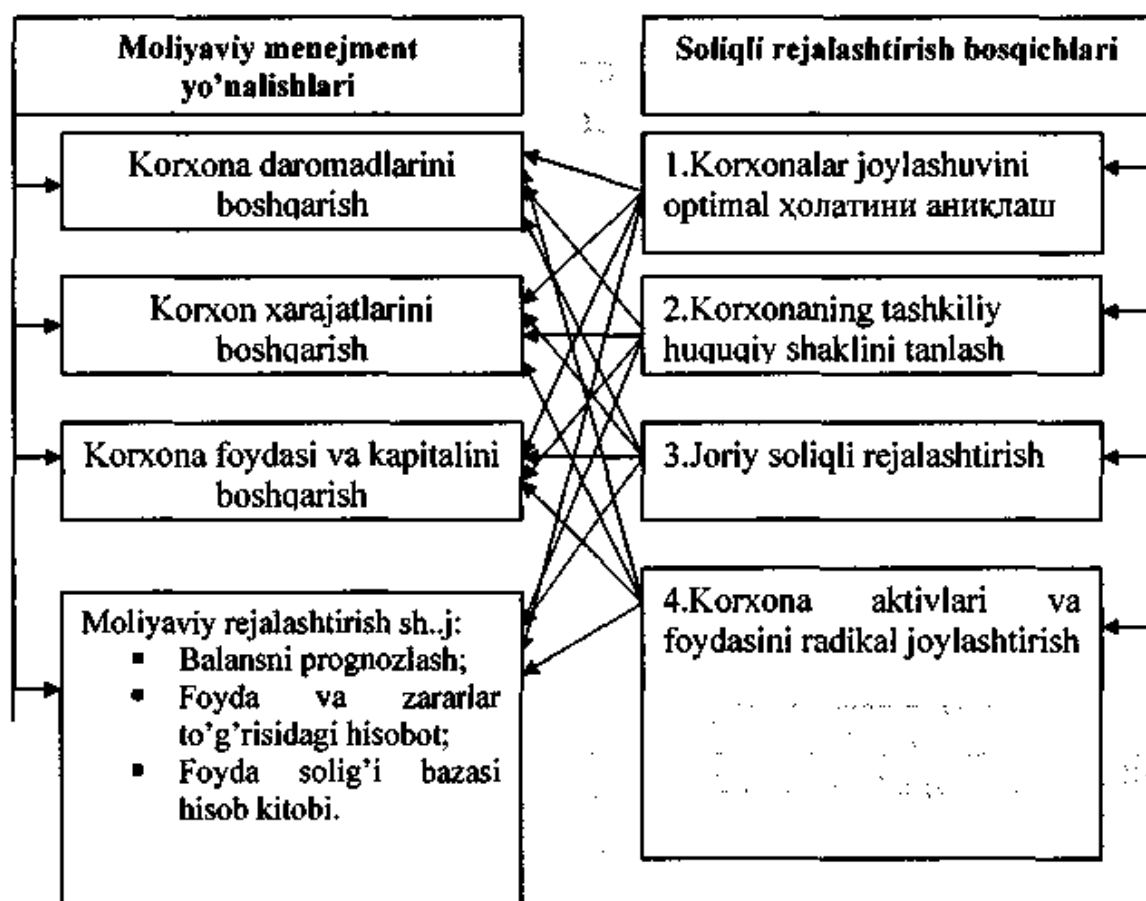 Moliyaviy menejment
yo’nalishlari
Korxona daromadlarini
boshqarish
Korxon xarajatlarini
boshqarish
Korxona foydasi va kapitalini
boshqarish
Moliyaviy rejalashtirish sh..j:
▪ Balansni prognozlash;
▪ Foyda va zararlar
to’g’risidagi hisobot;
▪ Foyda solig’i bazasi
hisob kitobi.
Soliqli rejalashtirish bosqichlari
1.Korxonalar joylashuvini
optimal ҳолатини аниклаш
2.Korxonaning tashkiliy
huquqiy shaklini tanlash
3.Joriy soliqli rejalashtirish
4.Korxona aktivlari va
foydasini radikal joylashtirish